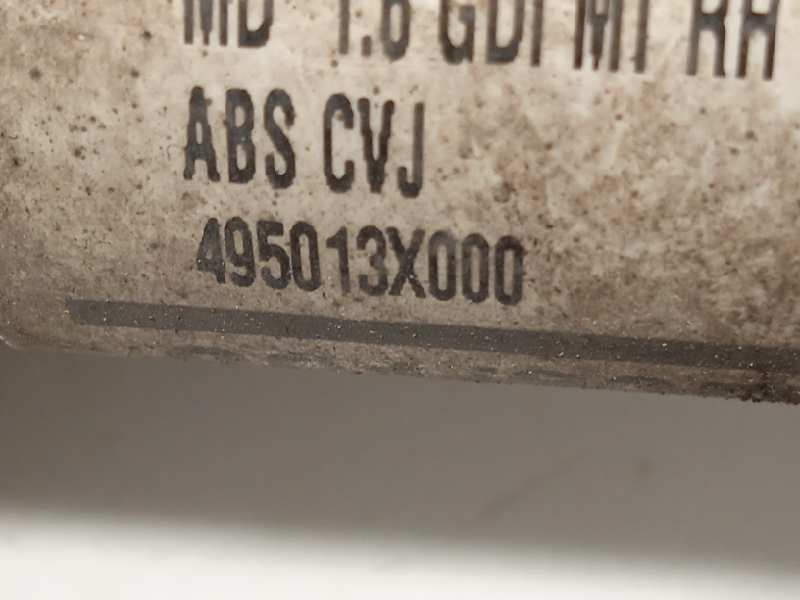 MD 1.6 GDI MT RH
ABS CVJ
495013X000